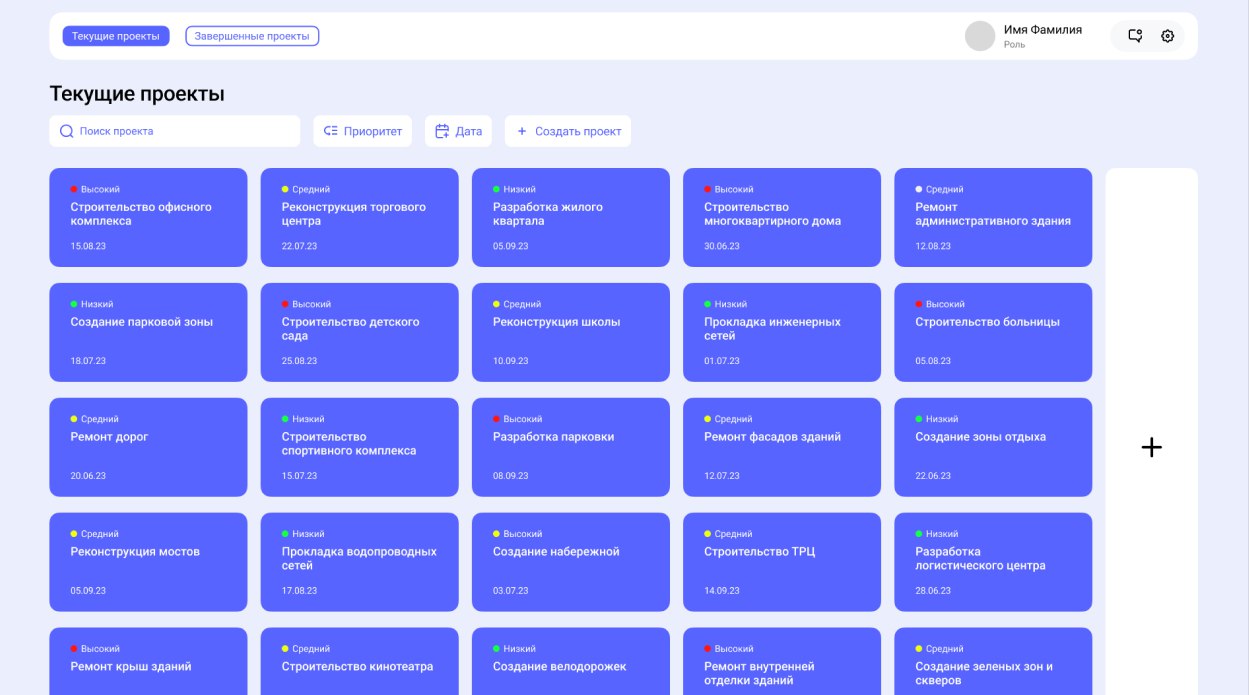 Текущие проекты
Завершенные проекты
Имя Фамилия
Роль
Текущие проекты
Поиск проекта
Приоритет
Дата
+ Создать проект
Высокий
Строительство офисного
комплекса
15.08.23
Средний
Реконструкция торгового
центра
22.07.23
Низкий
Разработка жилого
квартала
05.09.23
Высокий
Строительство
многоквартирного дома
30.06.23
Средний
Ремонт
административного здания
12.08.23
Низкий
Создание парковой зоны
18.07.23
Высокий
Строительство детского
сада
25.08.23
Средний
Реконструкция школы
10.09.23
Низкий
Прокладка инженерных
сетей
01.07.23
Высокий
Строительство больницы
05.08.23
Средний
Ремонт дорог
20.06.23
Низкий
Строительство
спортивного комплекса
15.07.23
Высокий
Разработка парковки
08.09.23
Средний
Ремонт фасадов зданий
12.07.23
Низкий
Создание зоны отдыха
22.06.23
Средний
Реконструкция мостов
05.09.23
Низкий
Прокладка водопроводных
сетей
17.08.23
Высокий
Создание набережной
03.07.23
Средний
Строительство ТРЦ
14.09.23
Низкий
Разработка
логистического центра
28.06.23
Высокий
Ремонт крыш зданий
Средний
Строительство кинотеатра
Низкий
Создание велодорожек
Высокий
Ремонт внутренней
отделки зданий
Средний
Создание зеленых зон и
скверов
+